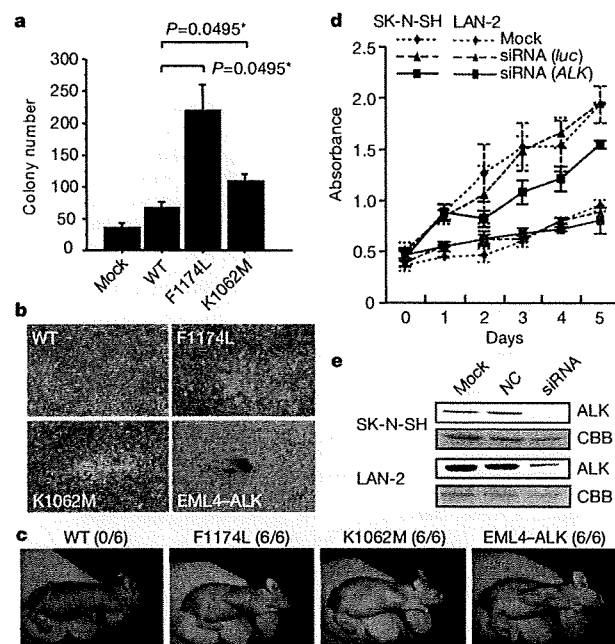 a
P=0.0495*
P=0.0495*
Colony number
300
250
200
150
100
50
0
Mock
WT
F1174L
K1062M
b
WT
F1174L
K1062M
EML4–ALK
c
WT (0/6)
F1174L (6/6)
K1062M (6/6)
EML4–ALK (6/6)
d
SK-N-SH LAN-2
Mock
siRNA (luc)
siRNA (ALK)
Absorbance
2.5
2.0
1.5
1.0
0.5
0
0 1 2 3 4 5
Days
e
Mock
NC
siRNA
SK-N-SH
ALK
CBB
LAN-2
ALK
CBB